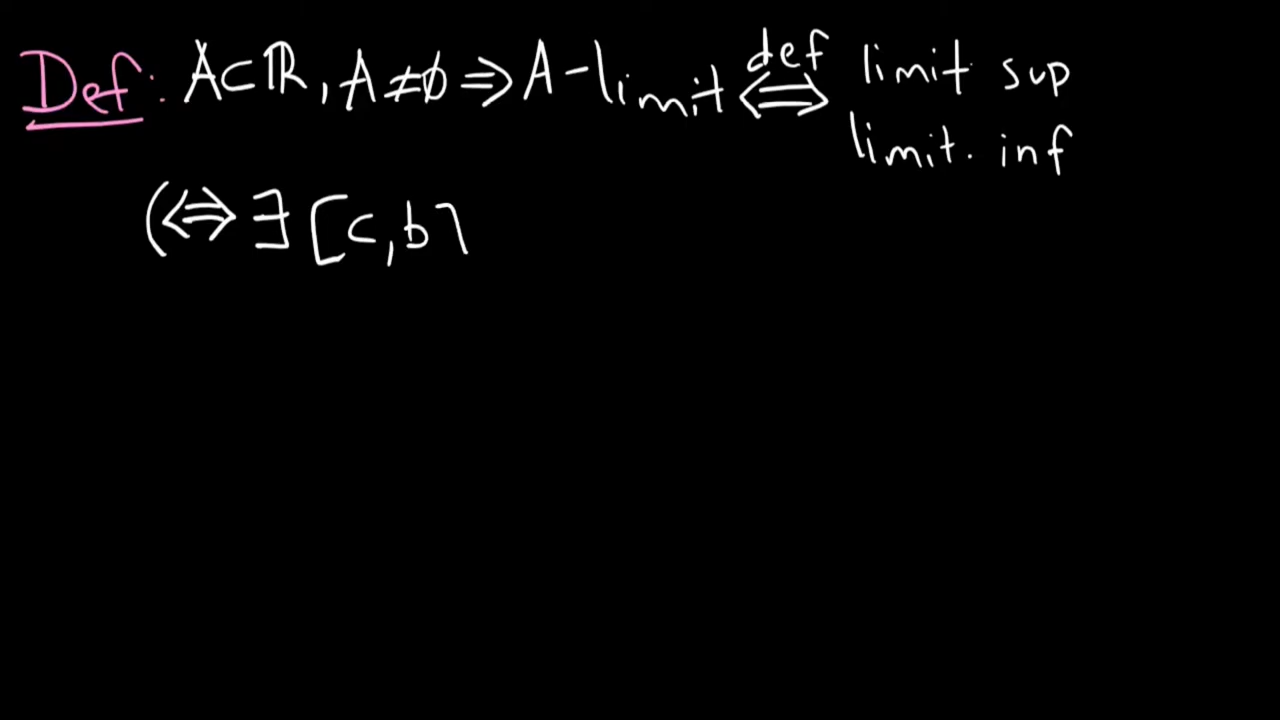 Def: A⊂ℝ, A≠∅ ⇒ A-limit ⇔ def limit sup
limit. inf
(⇔ ∃ [c,b]